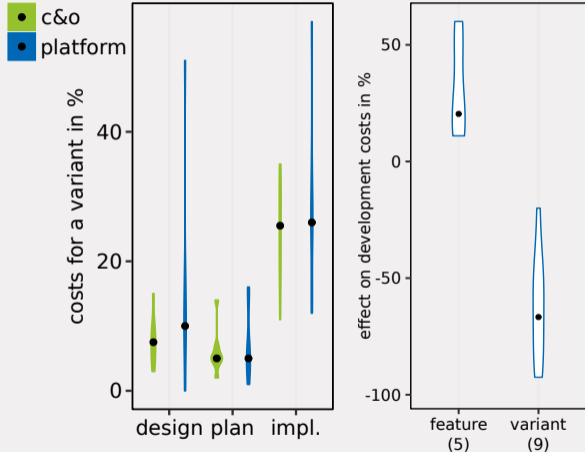 c&o
platform
costs for a variant in %
40
20
0
design plan impl.
effect on development costs in %
50
0
-50
-100
feature variant
(5) (9)